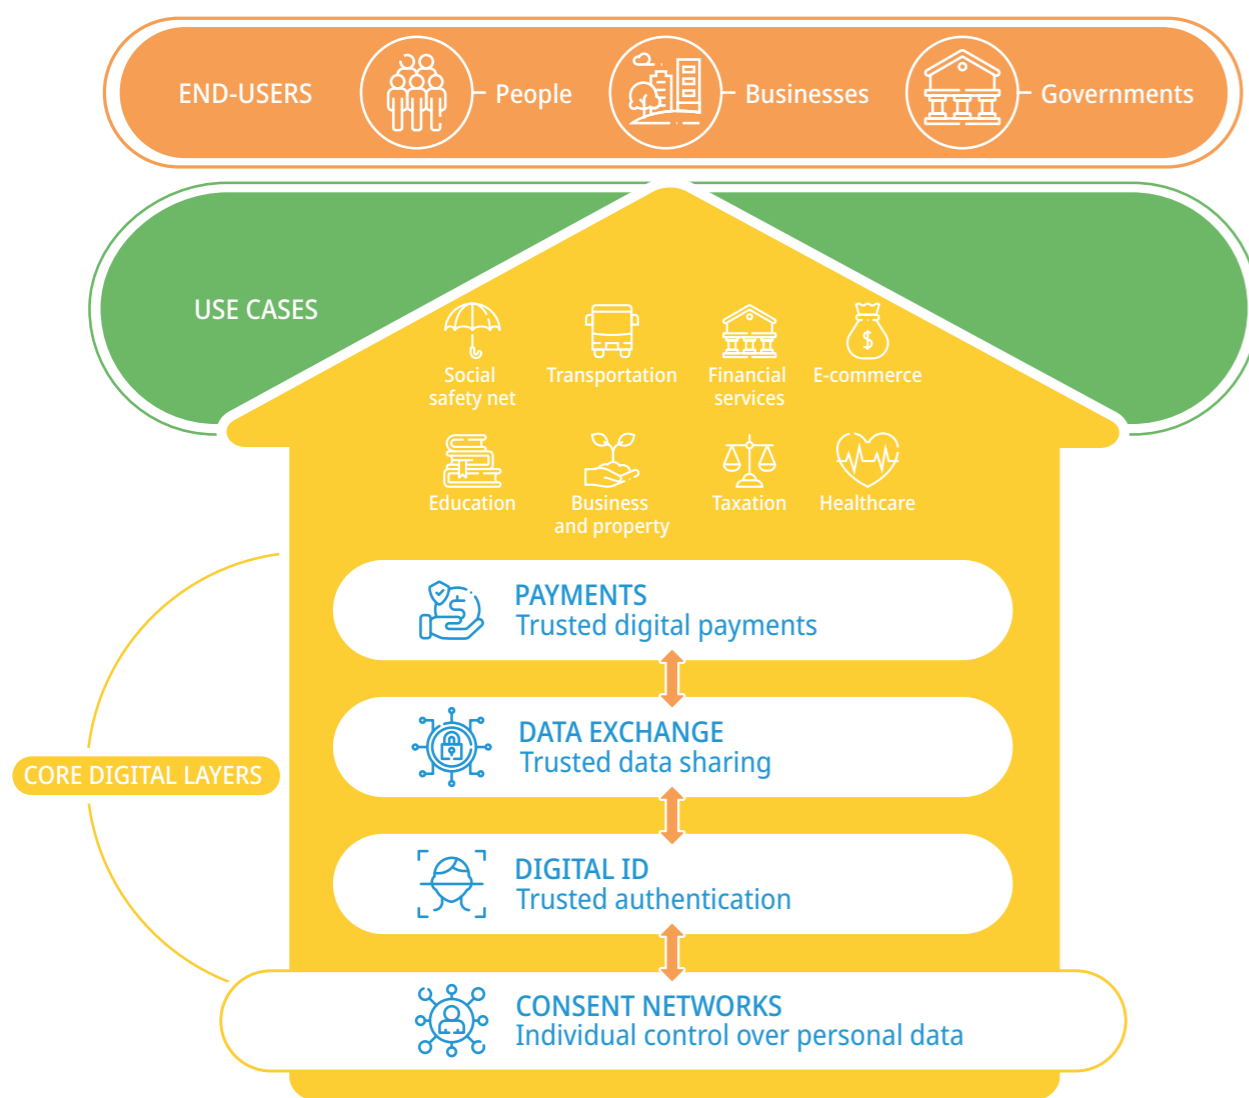 END-USERS
People
Businesses
Governments
USE CASES
Social
safety net
Transportation
Financial
services
E-commerce
Education
Business
and property
Taxation
Healthcare
PAYMENTS
Trusted digital payments
CORE DIGITAL LAYERS
DATA EXCHANGE
Trusted data sharing
DIGITAL ID
Trusted authentication
CONSENT NETWORKS
Individual control over personal data